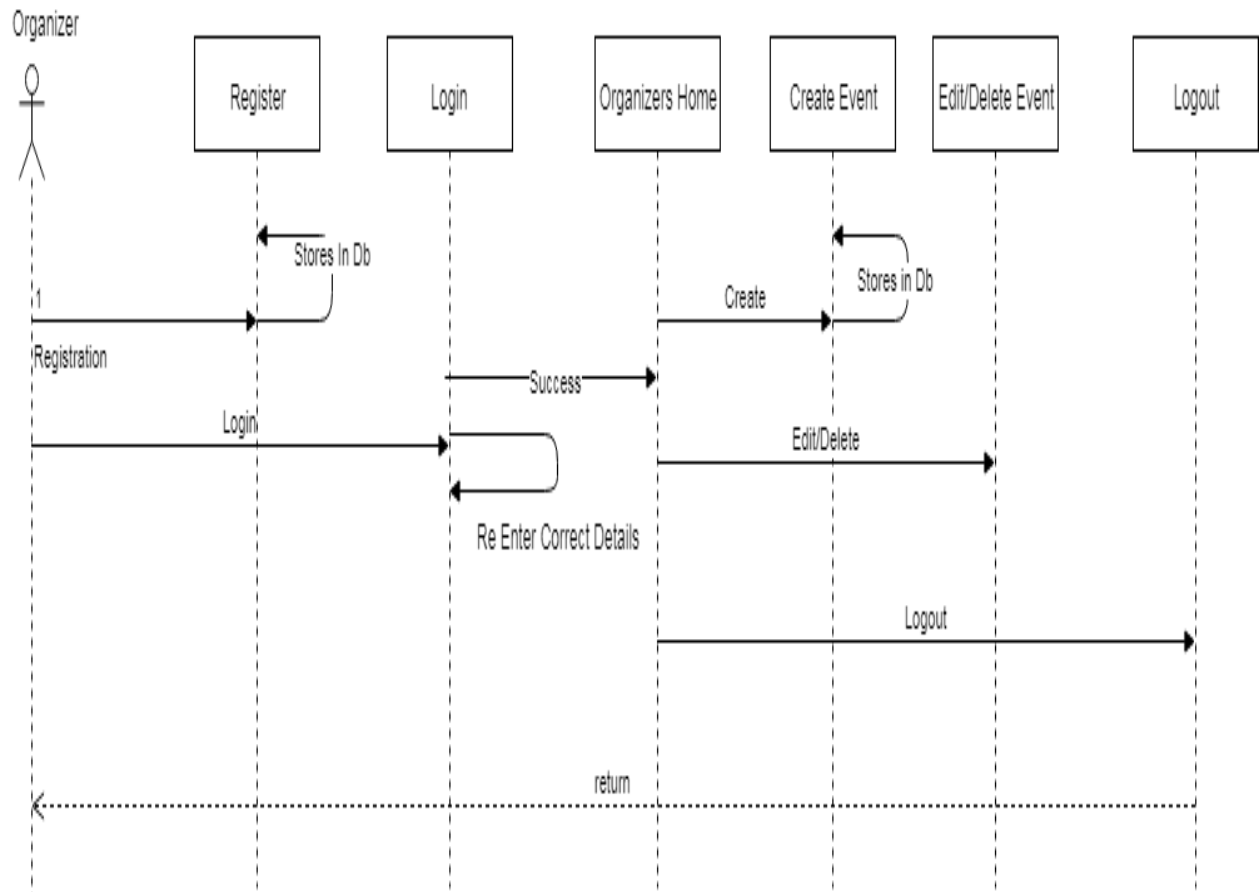 Organizer
Register
Login
Organizers Home
Create Event
Edit/Delete Event
Logout
Stores In Db
Stores in Db
1
Create
Registration
Success
Login
Edit/Delete
Re Enter Correct Details
Logout
return